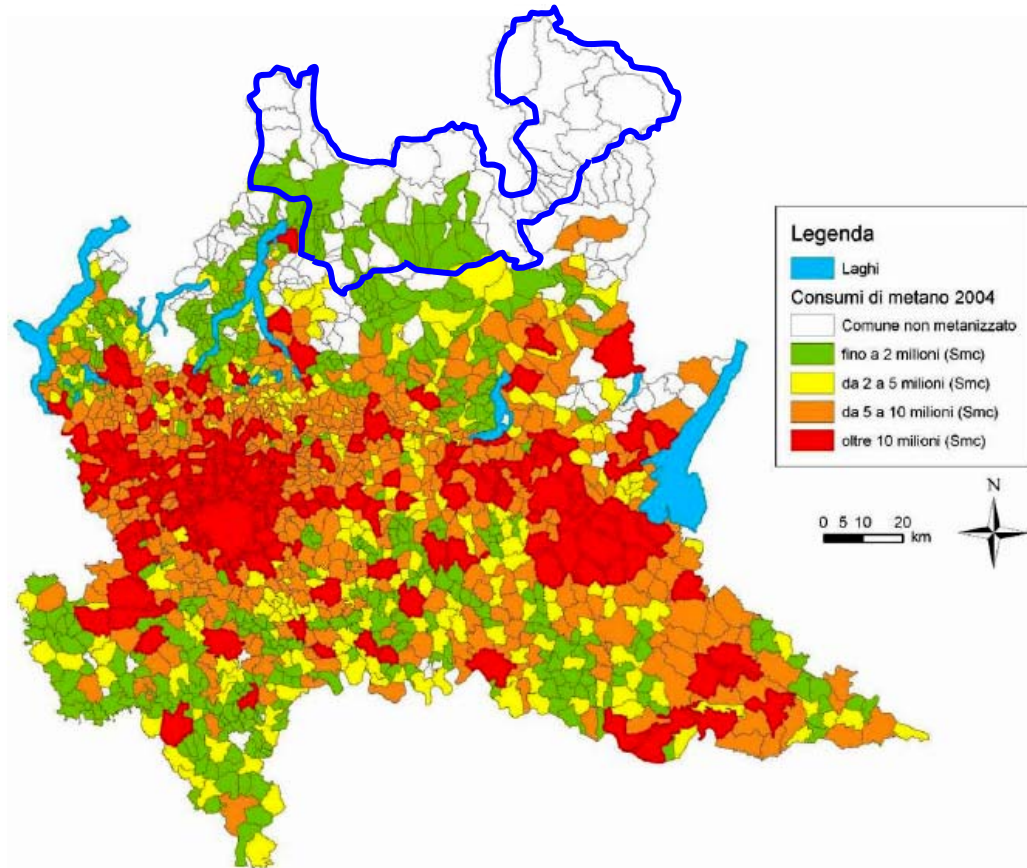 Legenda
Laghi
Consumi di metano 2004
Comune non metanizzato
fino a 2 milioni (Smc)
da 2 a 5 milioni (Smc)
da 5 a 10 milioni (Smc)
oltre 10 milioni (Smc)
N
0 5 10 20
km